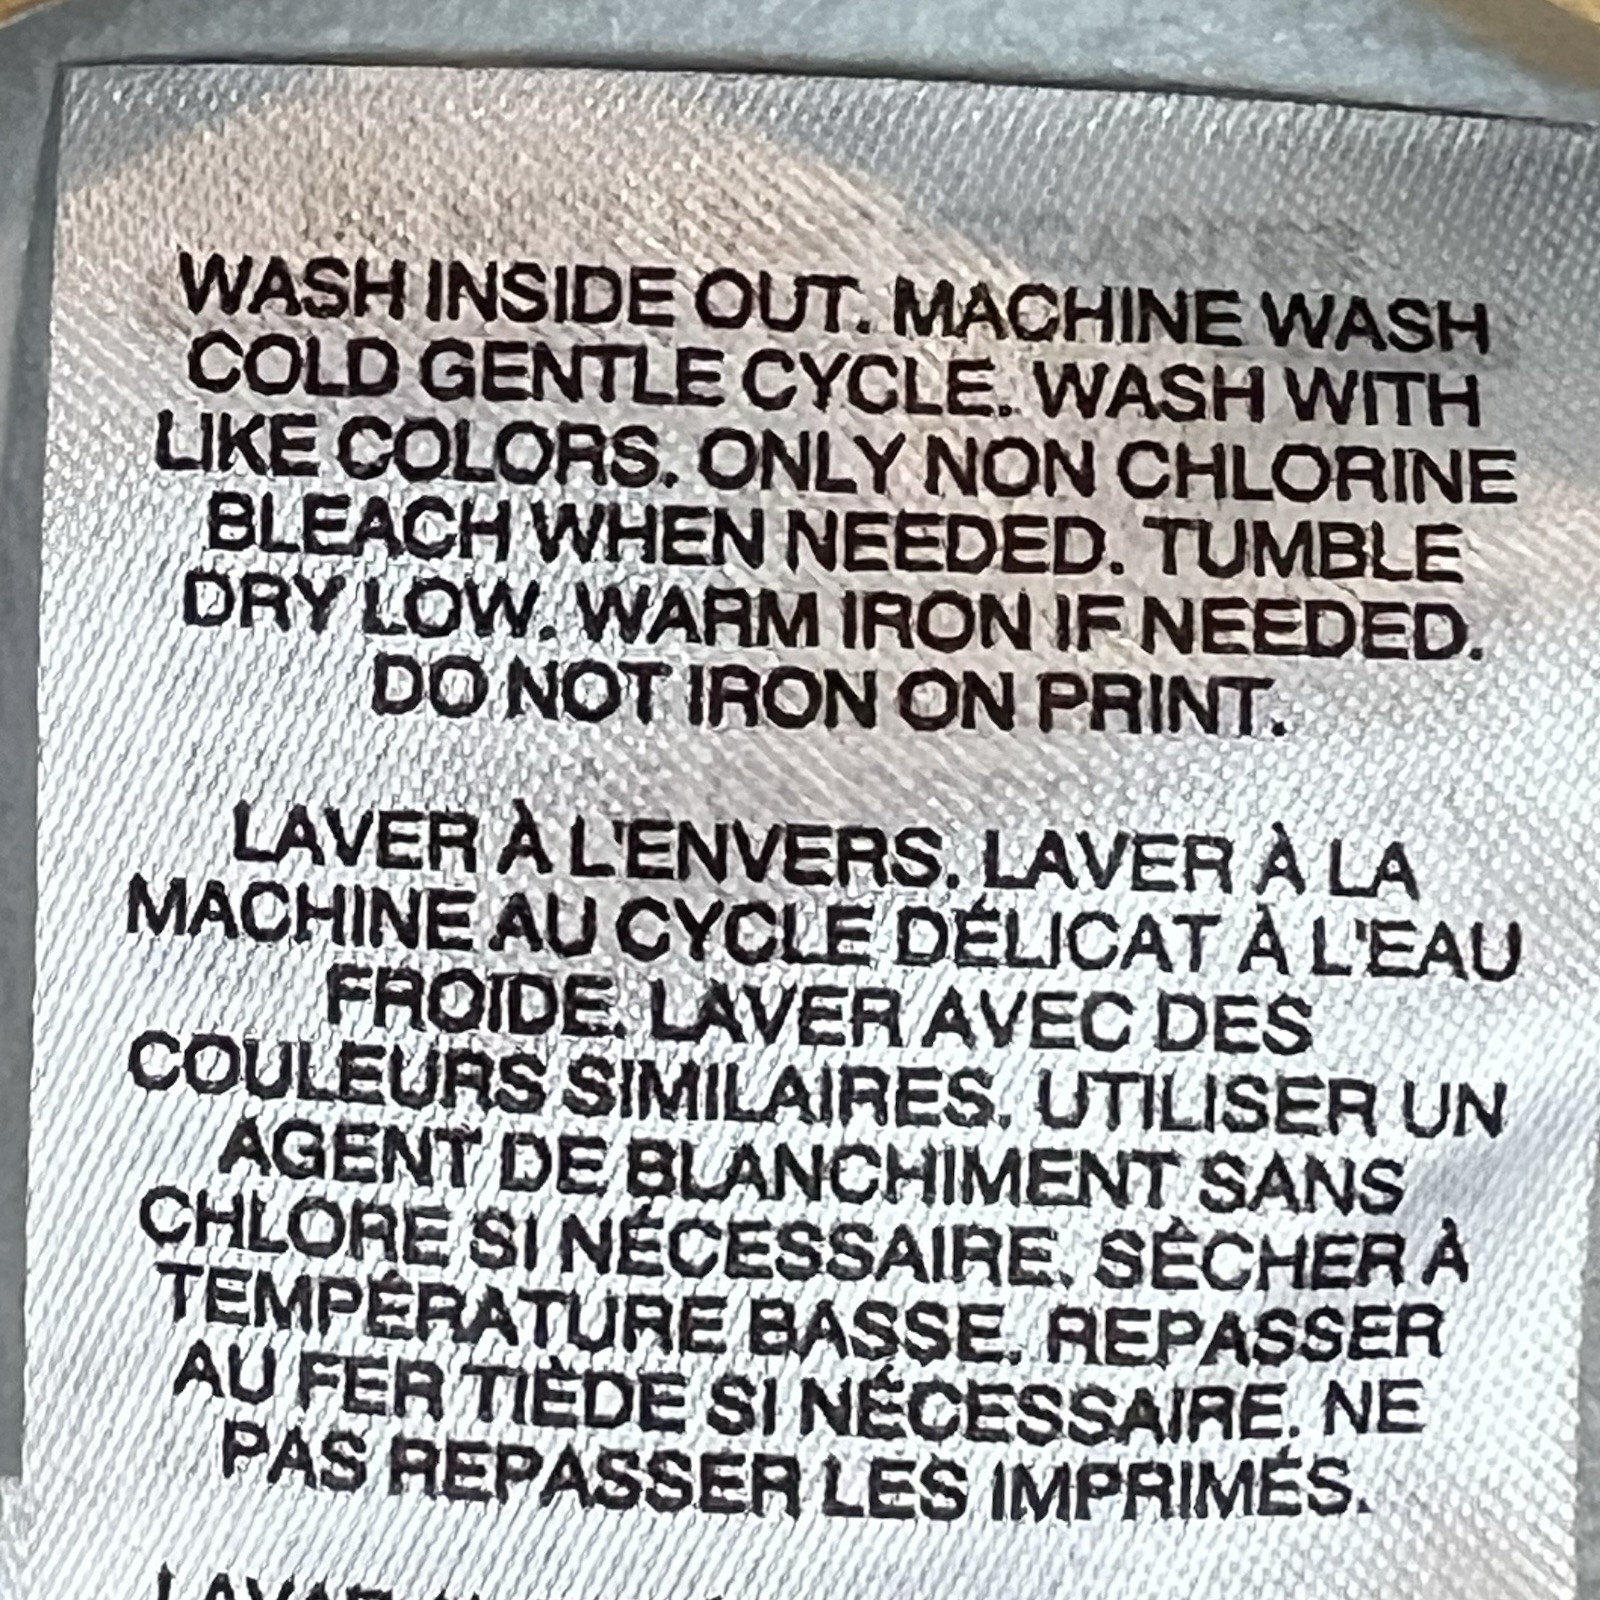 WASH INSIDE OUT. MACHINE WASH
COLD GENTLE CYCLE. WASH WITH
LIKE COLORS. ONLY NON CHLORINE
BLEACH WHEN NEEDED. TUMBLE
DRY LOW. WARM IRON IF NEEDED.
DO NOT IRON ON PRINT.
LAVER À L'ENVERS. LAVER À LA
MACHINE AU CYCLE DÉLICAT À L'EAU
FROIDE. LAVER AVEC DES
COULEURS SIMILAIRES. UTILISER UN
AGENT DE BLANCHIMENT SANS
CHLORE SI NÉCESSAIRE. SÉCHER À
TEMPÉRATURE BASSE. REPASSER
AU FER TIÈDE SI NÉCESSAIRE. NE
PAS REPASSER LES IMPRIMÉS.
LAVAR